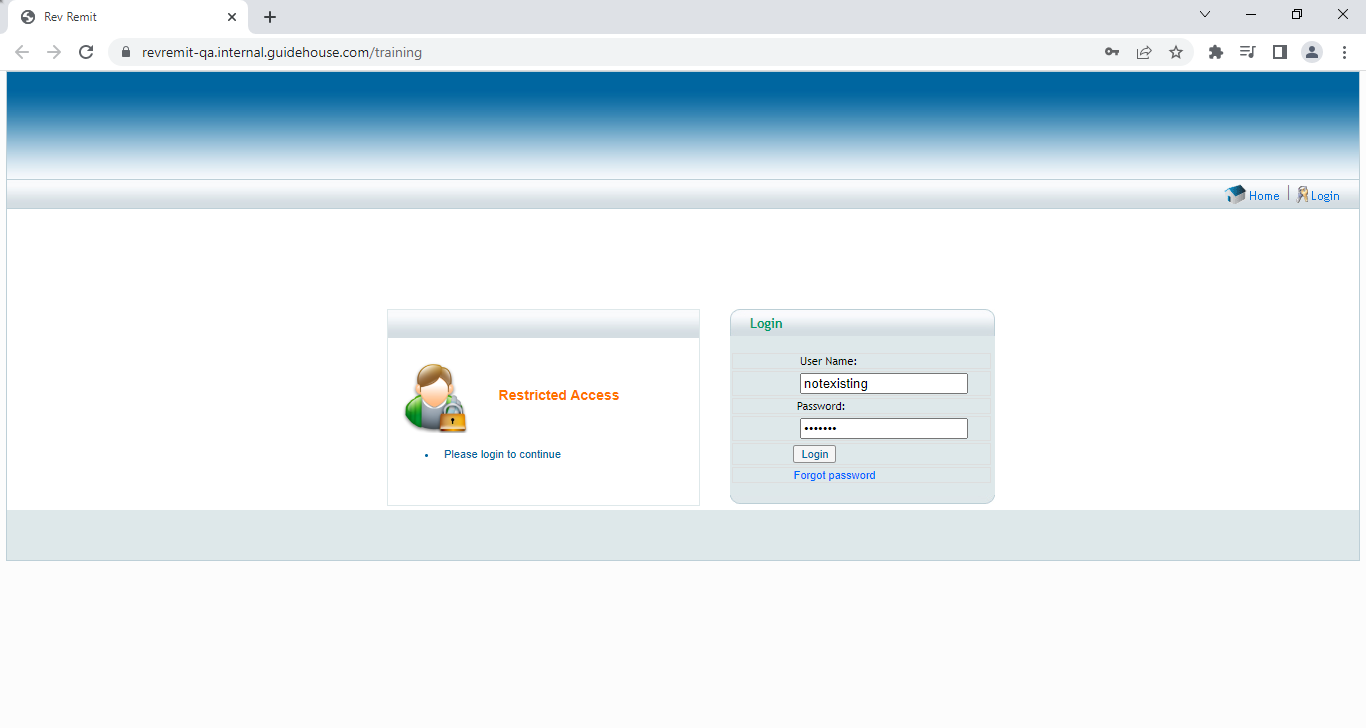 Rev Remit
revremit-qa.internal.guidehouse.com/training
Home | Login
Login
User Name:
notexisting
Restricted Access
Password:
•••••••
Please login to continue
Login
Forgot password